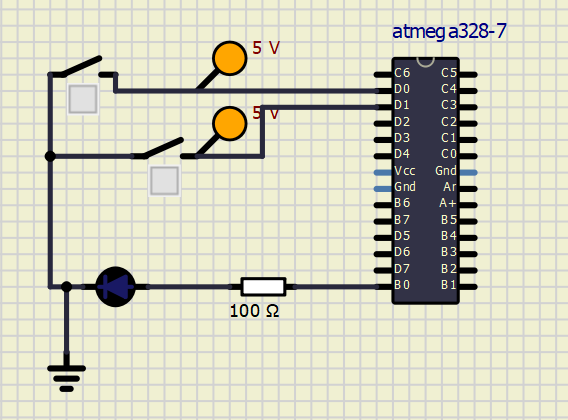 atmega328-7
5 V
5 V
C6 C5
D0 C4
D1 C3
D2 C2
D3 C1
D4 C0
Vcc Gnd
Gnd Ar
B6 A+
B7 B5
D5 B4
D6 B3
D7 B2
B0 B1
100 Ω